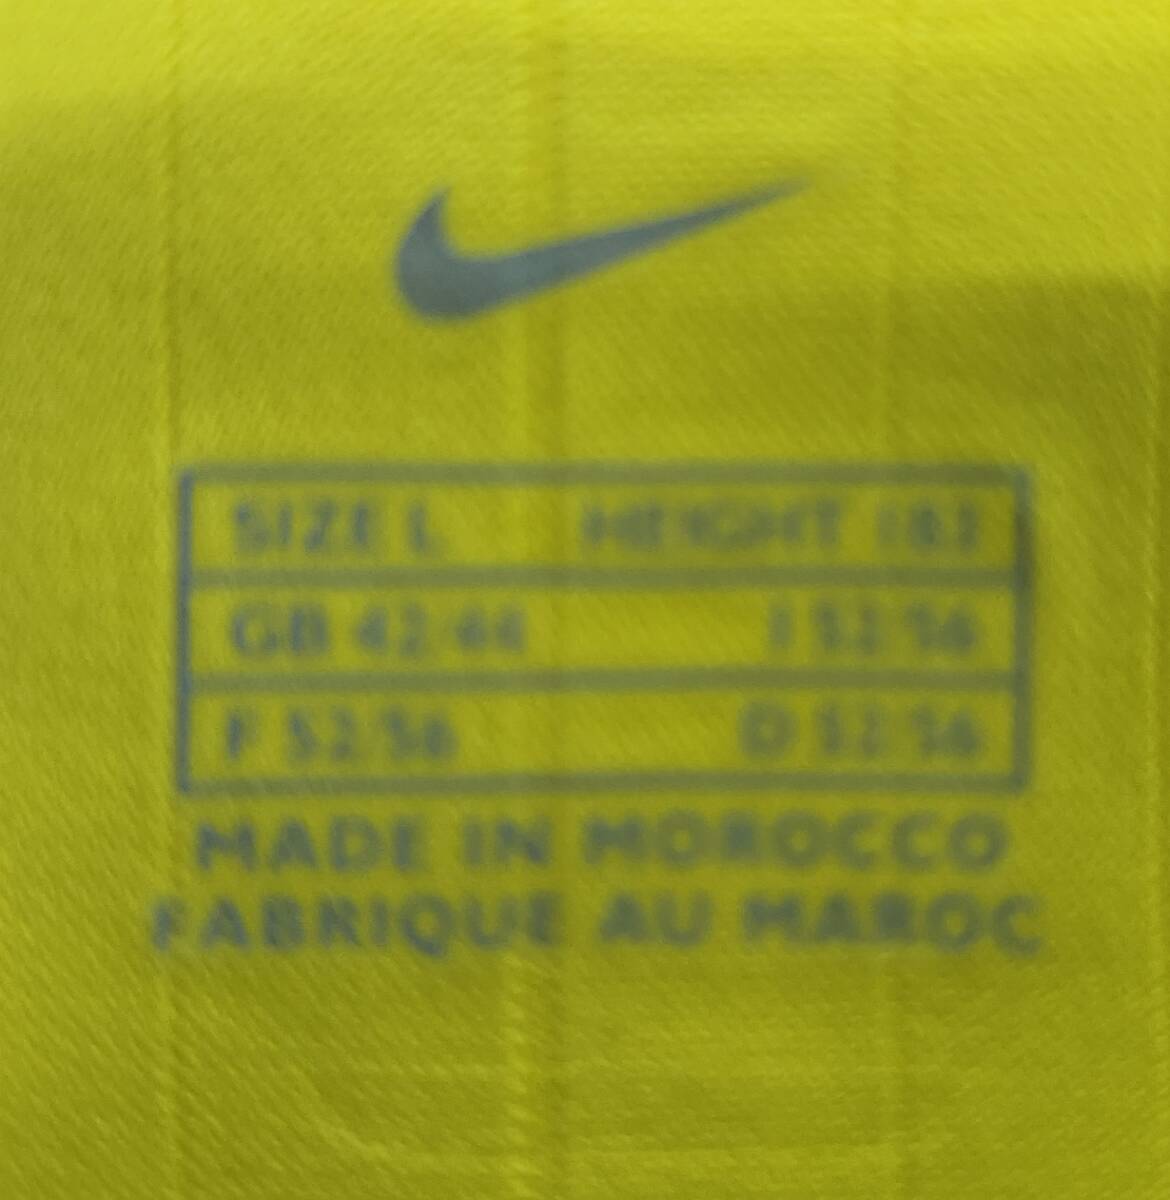 SIZE L HEIGHT 183
GB 42/44 I 52/56
F 52/56 D 52/56
MADE IN MOROCCO
FABRIQUE AU MAROC